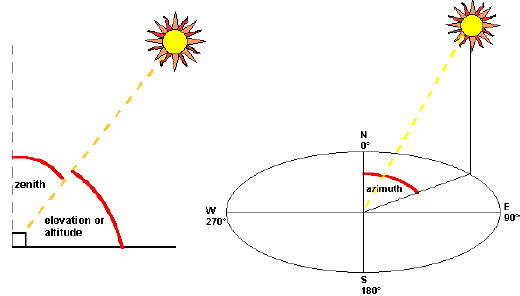 zenith
elevation or
altitude
N
0°
azimuth
W
270°
E
90°
S
180°